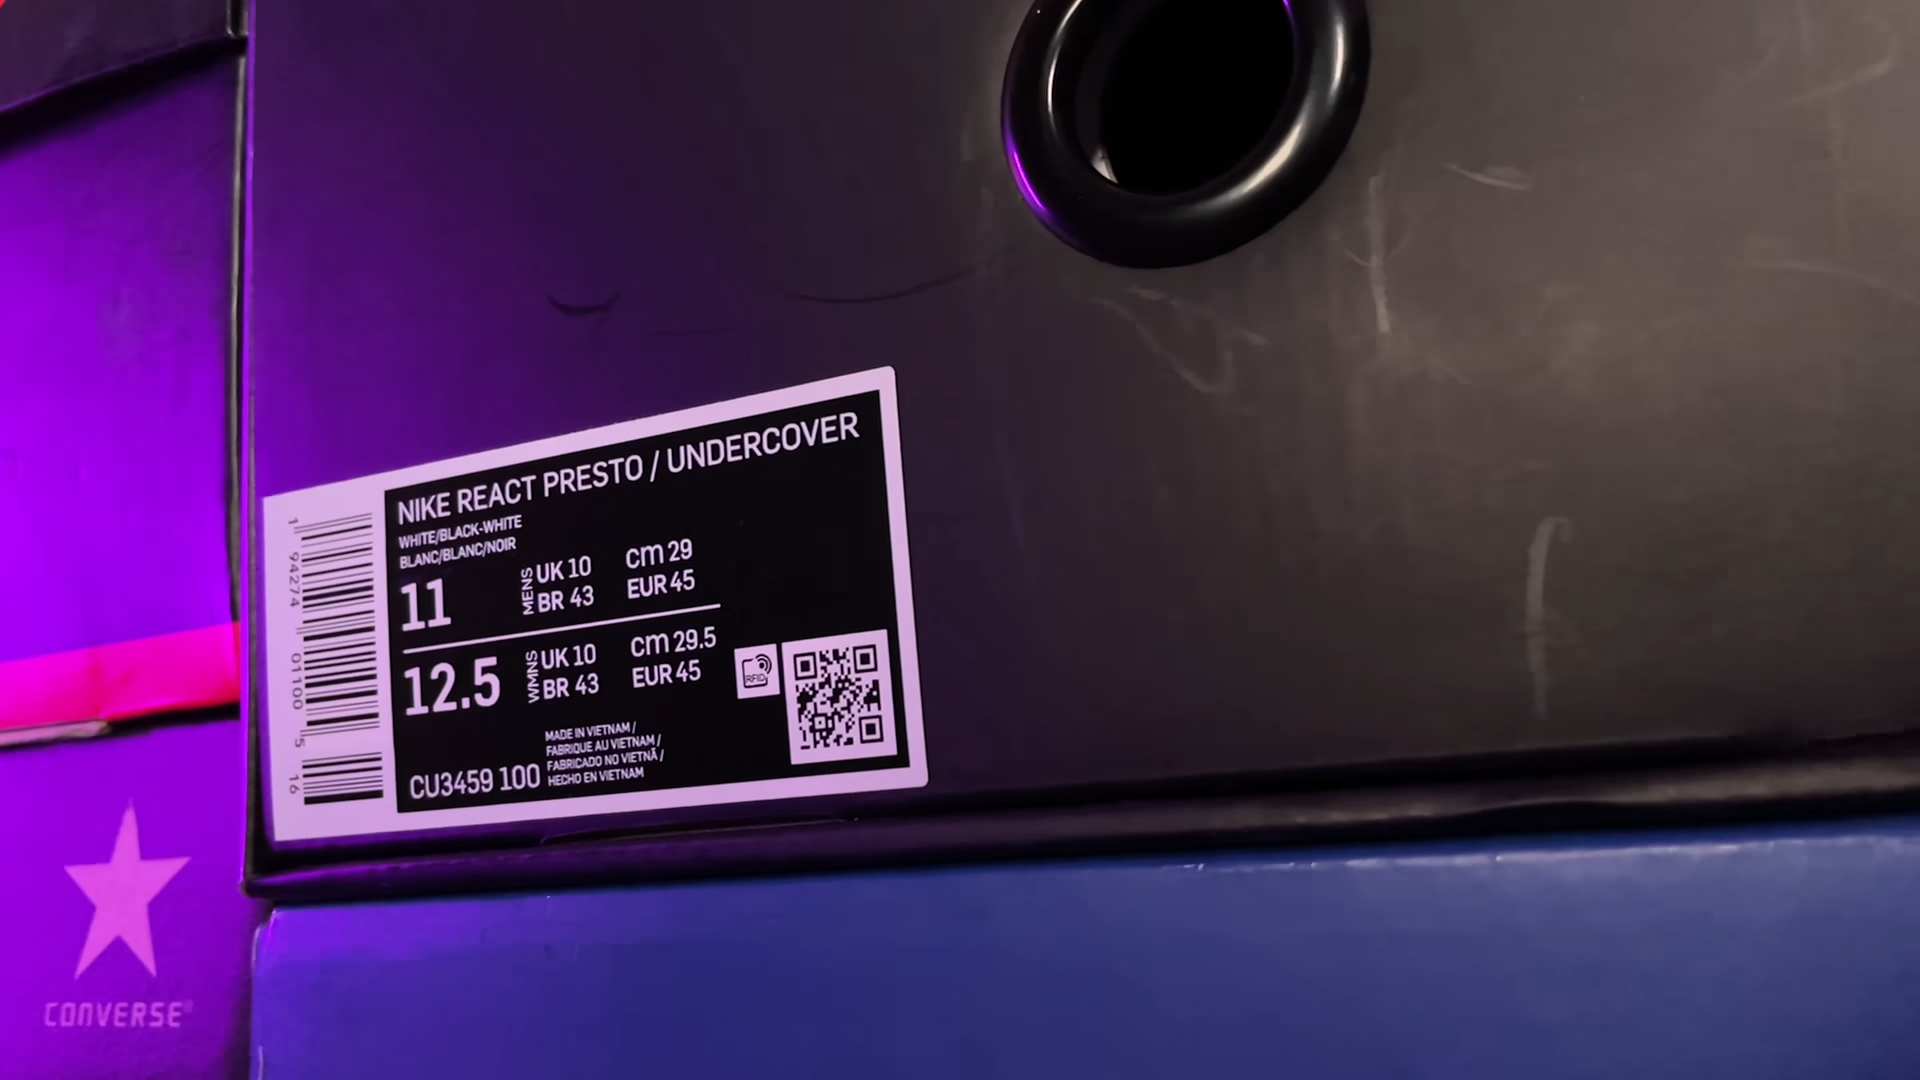 NIKE REACT PRESTO / UNDERCOVER
WHITE/BLACK-WHITE
BLANC/BLANC/NOIR
11 MENS UK 10 cm 29
BR 43 EUR 45
12.5 WMNS UK 10 cm 29.5
BR 43 EUR 45
RFID
MADE IN VIETNAM /
FABRIQUE AU VIETNAM /
FABRICADO NO VIETNÃ /
HECHO EN VIETNAM
CU3459 100
1 94274 01100 5 16
CONVERSE®